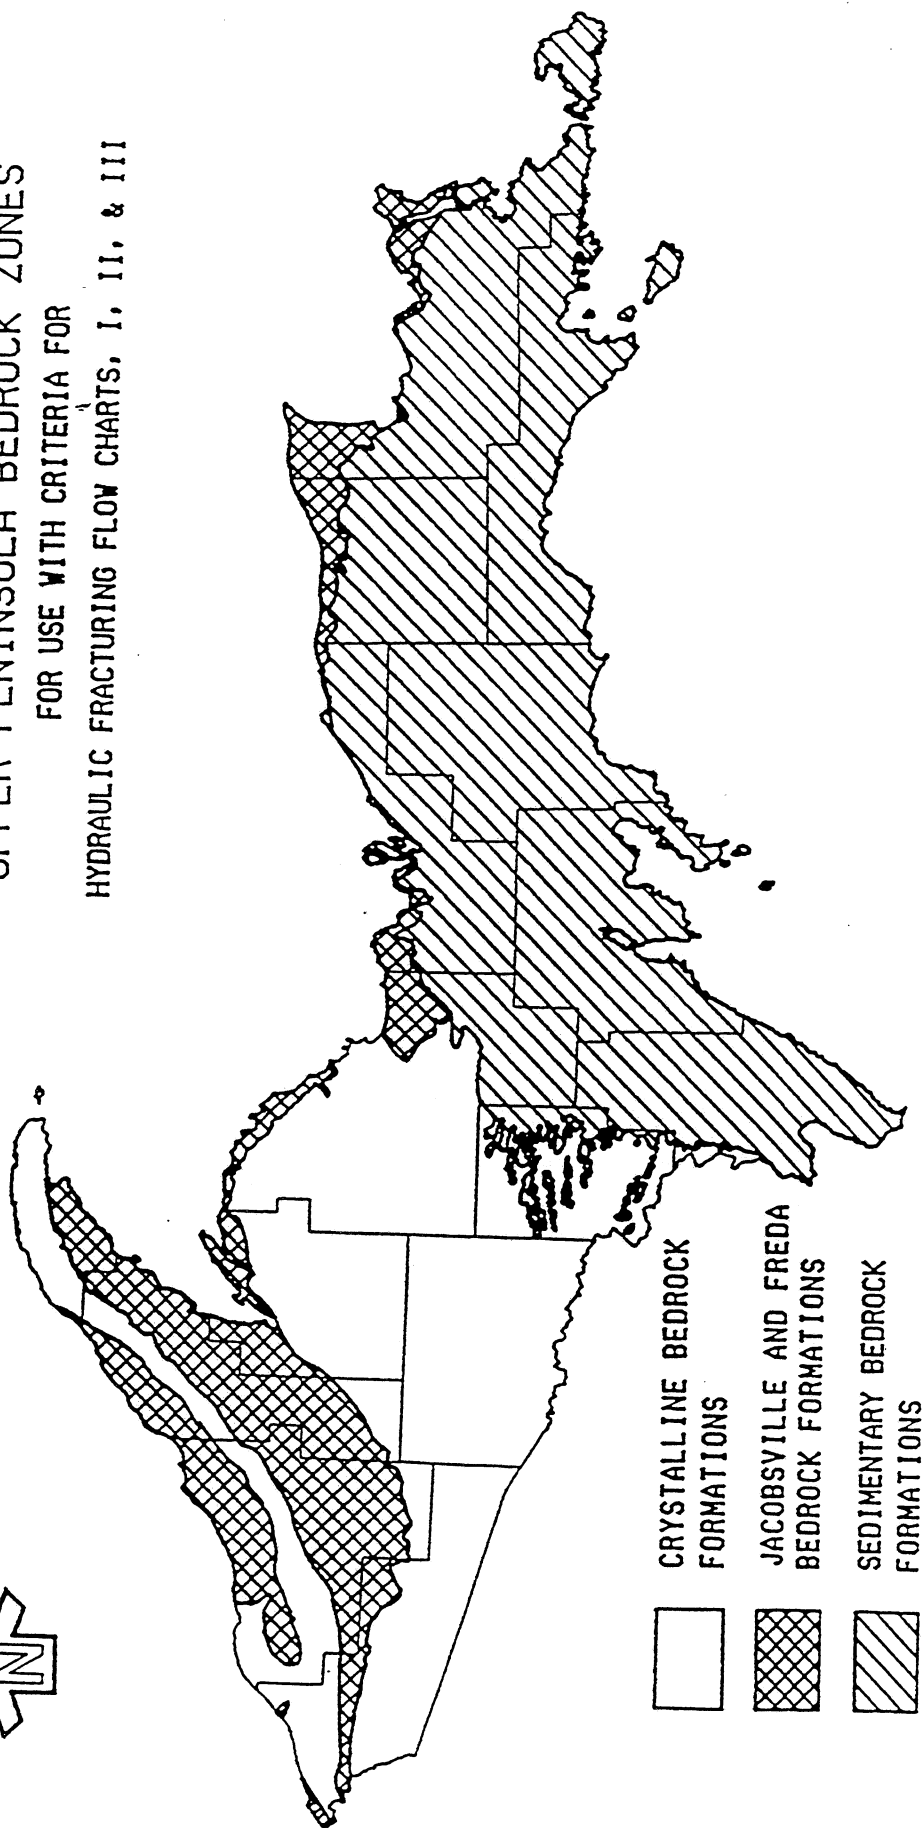 UPPER PENINSULA BEDROCK ZONES
FOR USE WITH CRITERIA FOR
HYDRAULIC FRACTURING FLOW CHARTS, I, II, & III
N
CRYSTALLINE BEDROCK
FORMATIONS
JACOBSVILLE AND FREDA
BEDROCK FORMATIONS
SEDIMENTARY BEDROCK
FORMATIONS